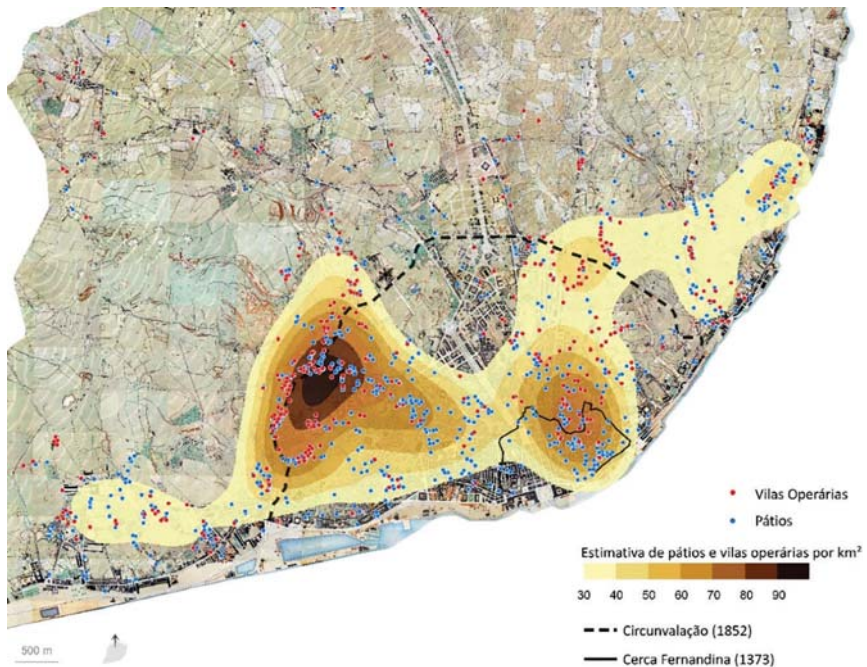 Vilas Operárias
Pátios
Estimativa de pátios e vilas operárias por km²
30 40 50 60 70 80 90
Circunvalação (1852)
Cerca Fernandina (1373)
500 m